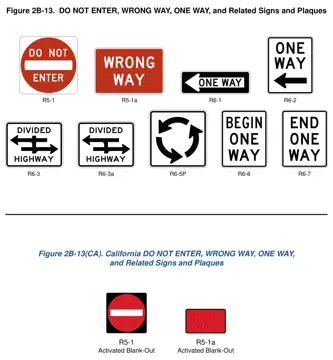 Figure 2B-13. DO NOT ENTER, WRONG WAY, ONE WAY, and Related Signs and Plaques
DO NOT
ENTER
R5-1
WRONG
WAY
R5-1a
ONE WAY
R6-1
ONE
WAY
R6-2
DIVIDED
HIGHWAY
R6-3
DIVIDED
HIGHWAY
R6-3a
R6-5P
BEGIN
ONE
WAY
R6-6
END
ONE
WAY
R6-7
Figure 2B-13(CA). California DO NOT ENTER, WRONG WAY, ONE WAY,
and Related Signs and Plaques
R5-1
Activated Blank-Out
R5-1a
Activated Blank-Out